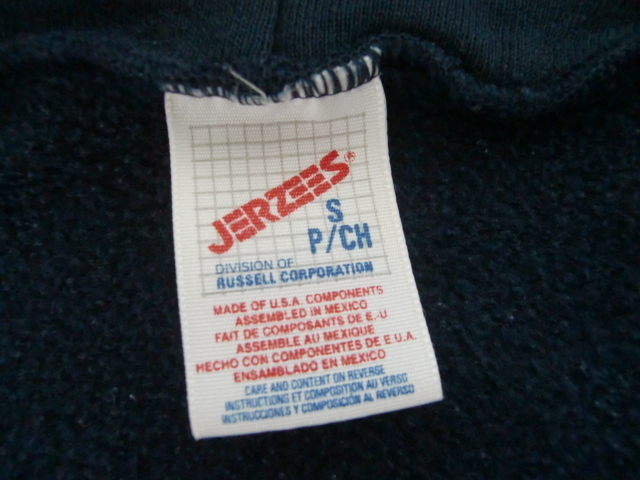 JERZEES®
S
P/CH
DIVISION OF
RUSSELL CORPORATION
MADE OF U.S.A. COMPONENTS
ASSEMBLED IN MEXICO
FAIT DE COMPOSANTS DE E.-U
ASSEMBLE AU MEXIQUE
HECHO CON COMPONENTES DE E.U.A.
ENSAMBLADO EN MEXICO
CARE AND CONTENT ON REVERSE
INSTRUCTIONS ET COMPOSITION AU VERSO
INSTRUCCIONES Y COMPOSICIÓN AL REVERSO